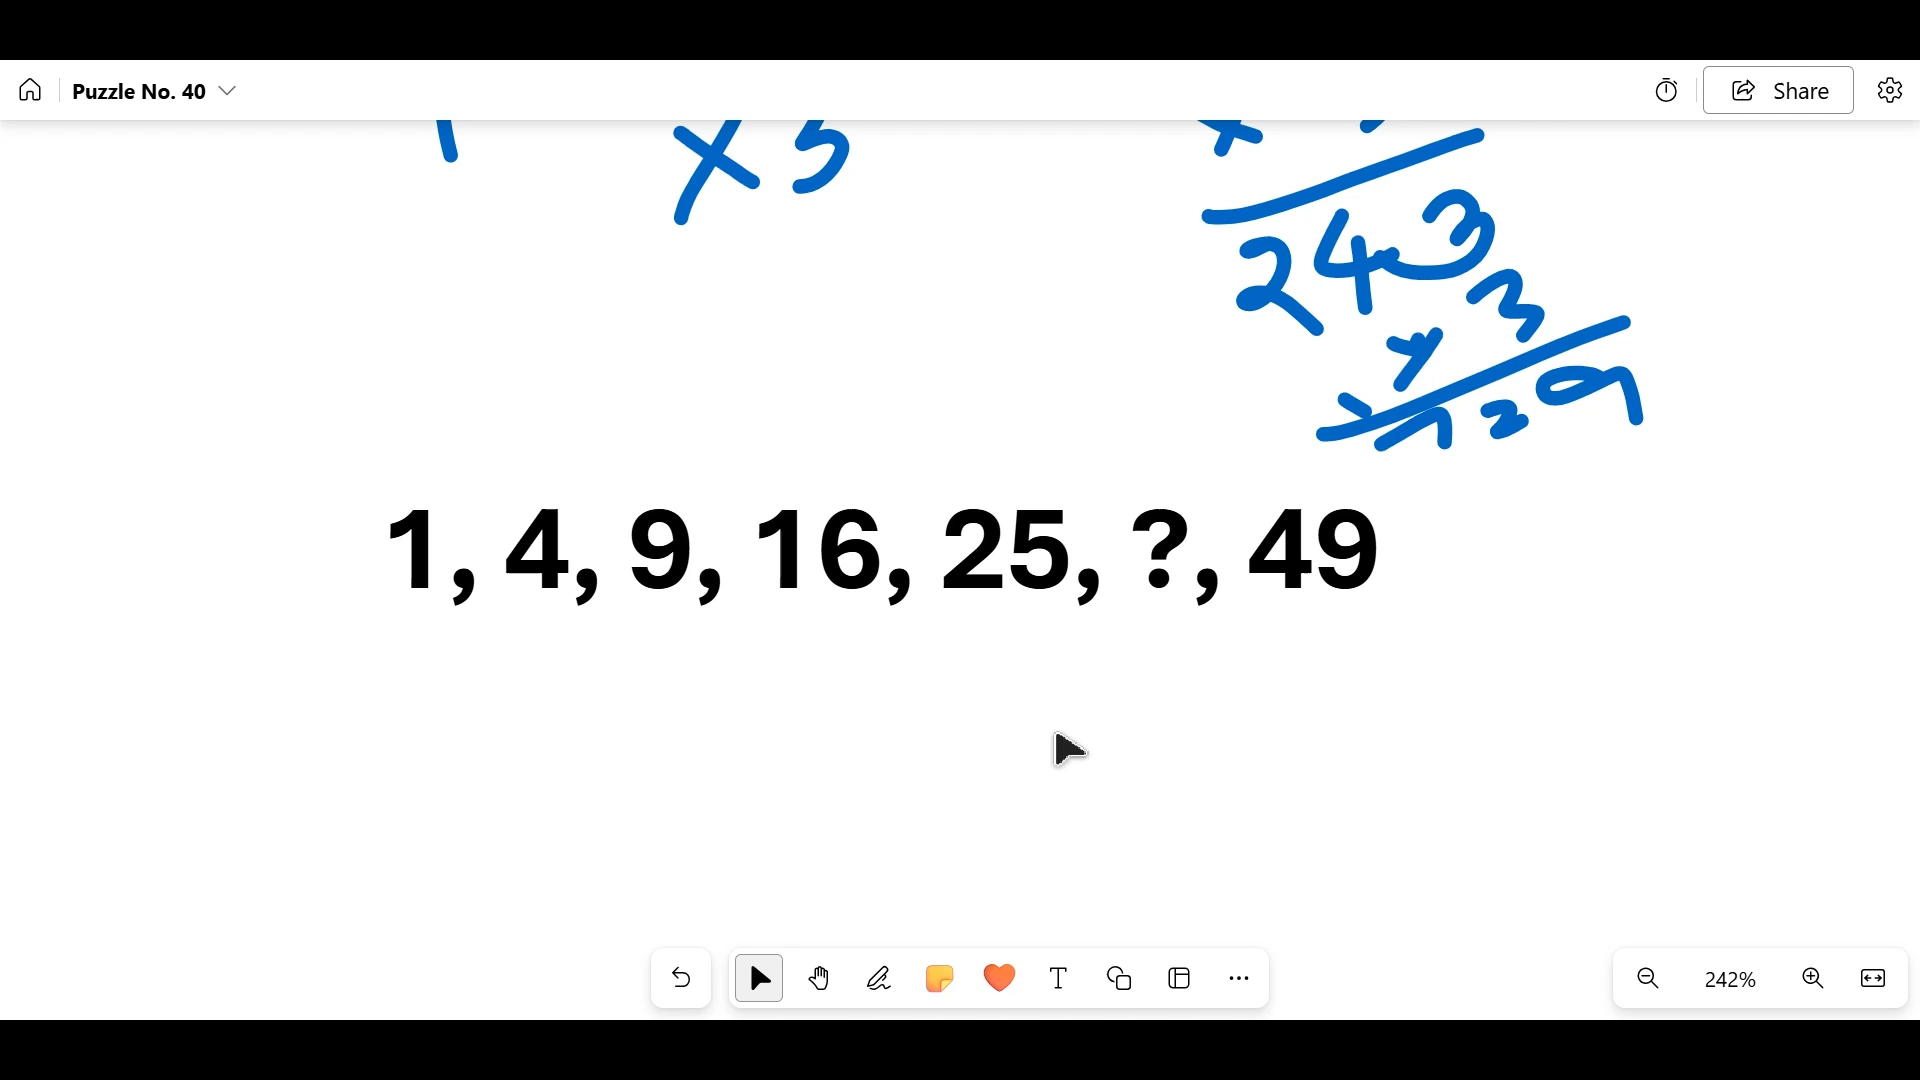 Puzzle No. 40
Share
x 3
243
x 3
729
1, 4, 9, 16, 25, ?, 49
T
242%